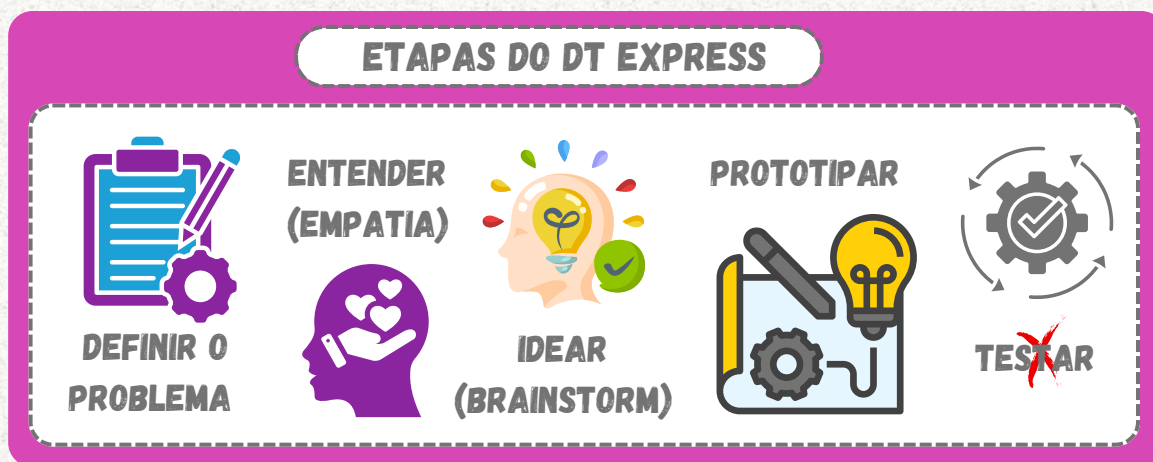 ETAPAS DO DT EXPRESS
DEFINIR O
PROBLEMA
ENTENDER
(EMPATIA)
IDEAR
(BRAINSTORM)
PROTOTIPAR
TESTAR